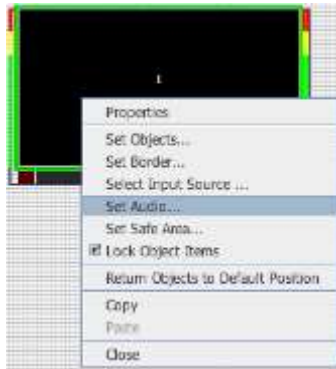 1
Properties
Set Objects...
Set Border...
Select Input Source ...
Set Audio...
Set Safe Area...
Lock Object Items
Return Objects to Default Position
Copy
Paste
Close